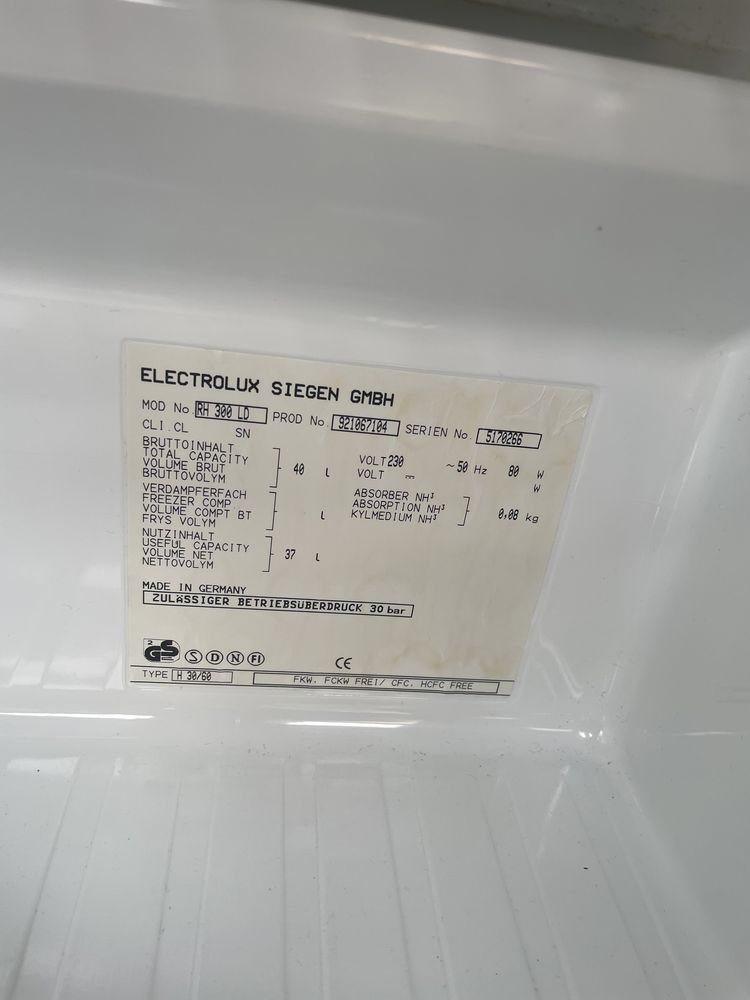 ELECTROLUX SIEGEN GMBH
MOD No. RH 300 LD PROD No. 921067104 SERIEN No. 5170266
CLI.CL SN
BRUTTOINHALT
TOTAL CAPACITY
VOLUME BRUT
BRUTTOVOLYM
40 L
VOLT 230 ~ 50 Hz 80 W
VOLT ⎓ W
VERDAMPFERFACH
FREEZER COMP
VOLUME COMPT BT
FRYS VOLYM
L
ABSORBER NH³
ABSORPTION NH³
KYLMEDIUM NH³
0,08 kg
NUTZINHALT
USEFUL CAPACITY
VOLUME NET
NETTOVOLYM
37 L
MADE IN GERMANY
ZULÄSSIGER BETRIEBSÜBERDRUCK 30 bar
GS S D N FI CE
TYPE H 30/60 FKW. FCKW FREI/ CFC. HCFC FREE